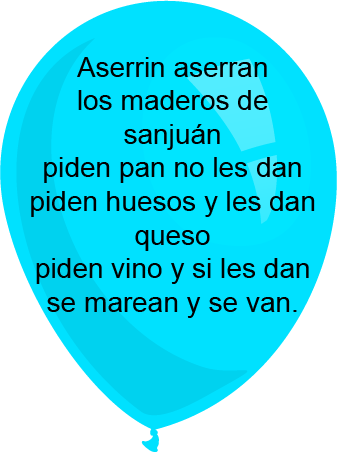 Aserrin aserran
los maderos de
sanjuán
piden pan no les dan
piden huesos y les dan
queso
piden vino y si les dan
se marean y se van.